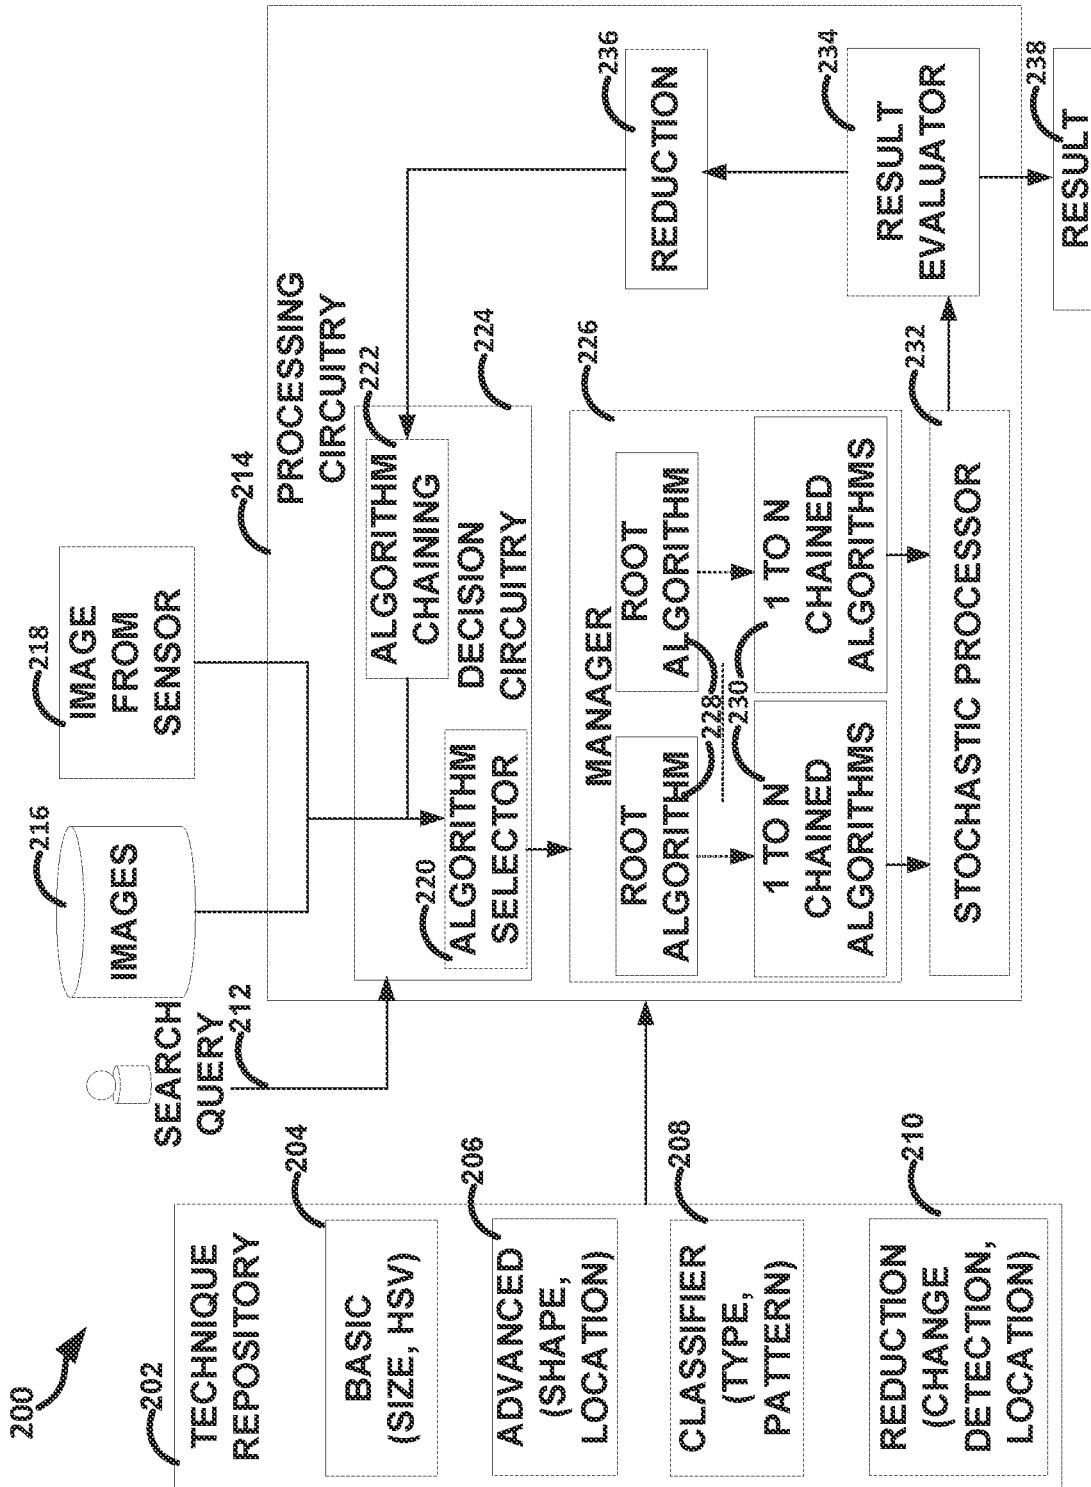 200
202
TECHNIQUE
REPOSITORY
204
BASIC
(SIZE, HSV)
206
ADVANCED
(SHAPE,
LOCATION)
208
CLASSIFIER
(TYPE,
PATTERN)
210
REDUCTION
(CHANGE
DETECTION,
LOCATION)
SEARCH
QUERY
212
216
IMAGES
218
IMAGE
FROM
SENSOR
214
PROCESSING
CIRCUITRY
220
ALGORITHM
SELECTOR
222
ALGORITHM
CHAINING
DECISION
CIRCUITRY
224
MANAGER
226
ROOT
ALGORITHM
228
ROOT
ALGORITHM
1 TO N
CHAINED
ALGORITHMS
230
1 TO N
CHAINED
ALGORITHMS
STOCHASTIC PROCESSOR
232
REDUCTION
236
RESULT
EVALUATOR
234
RESULT
238